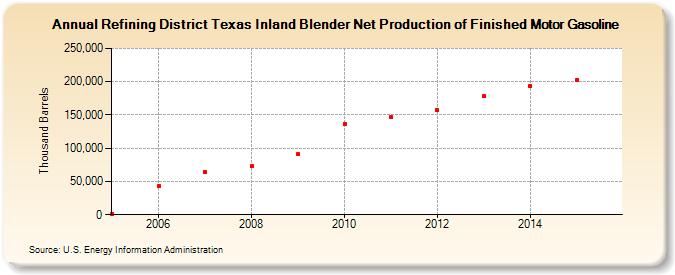 Annual Refining District Texas Inland Blender Net Production of Finished Motor Gasoline
Thousand Barrels
250,000
200,000
150,000
100,000
50,000
0
2006 2008 2010 2012 2014
Source: U.S. Energy Information Administration